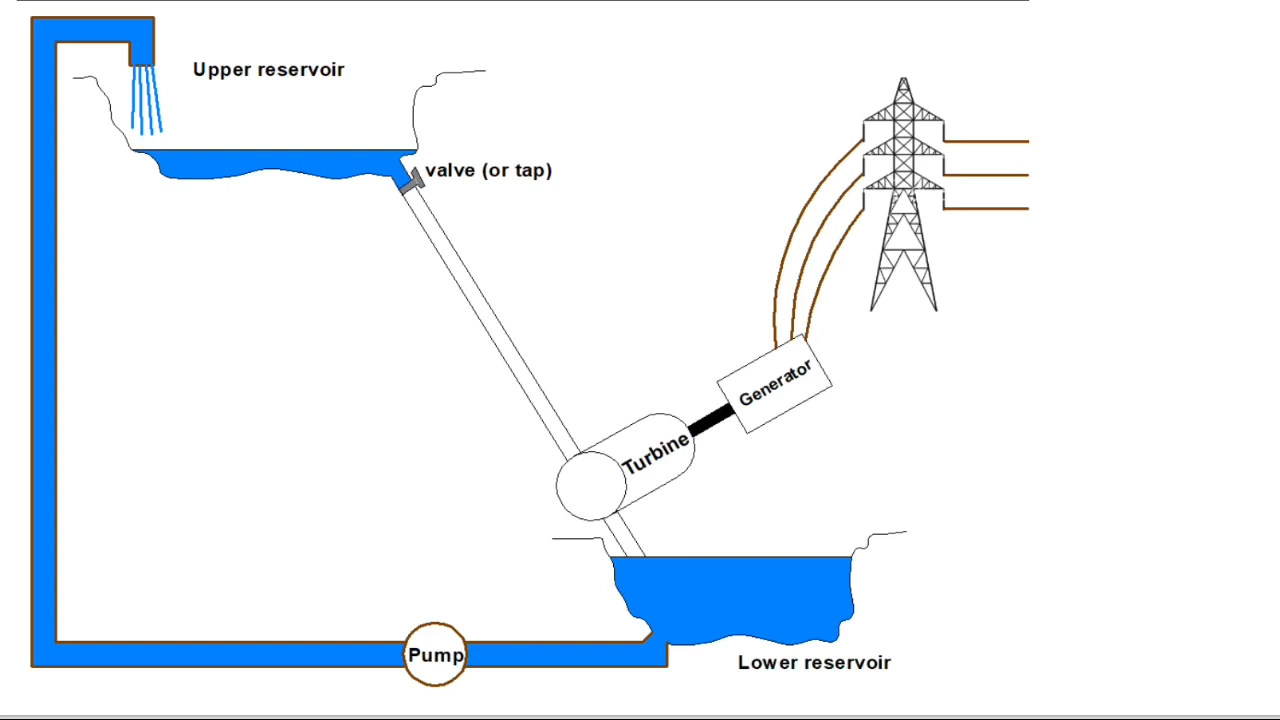 Upper reservoir
valve (or tap)
Generator
Turbine
Pump
Lower reservoir